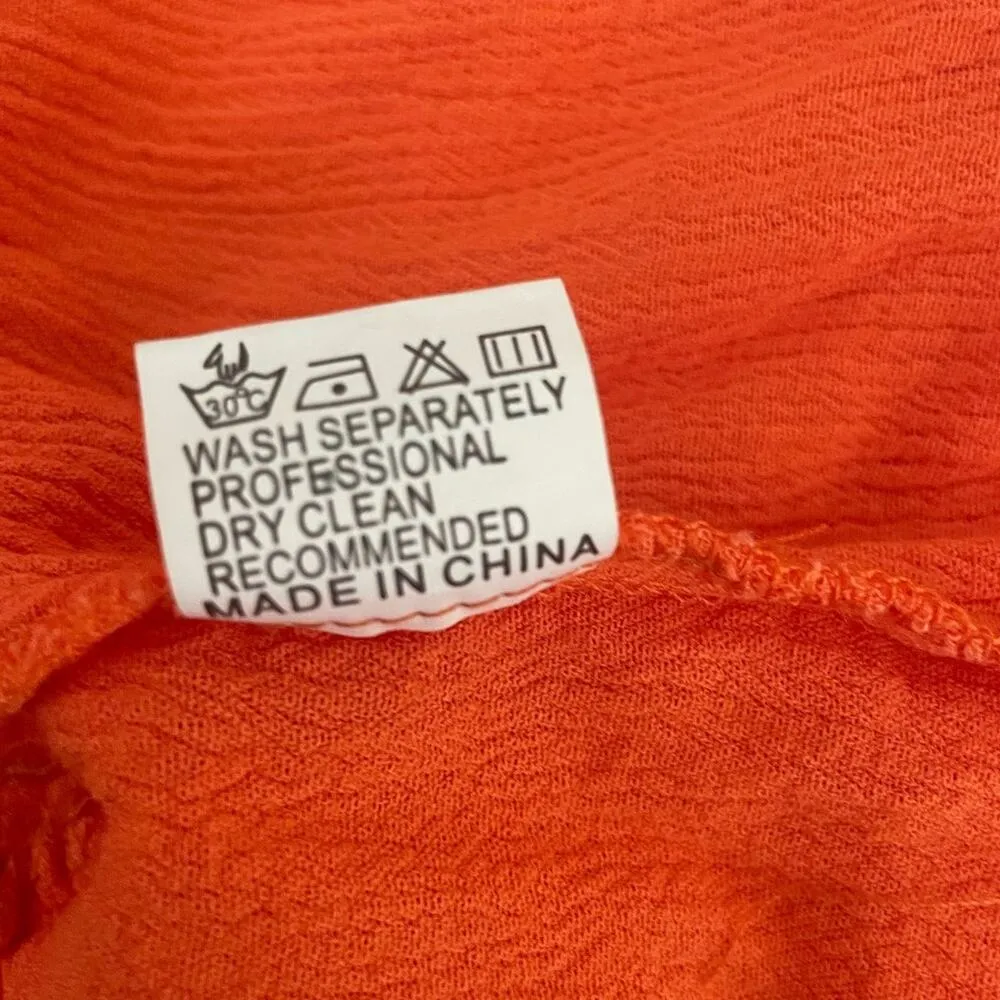 30°C
WASH SEPARATELY
PROFESSIONAL
DRY CLEAN
RECOMMENDED
MADE IN CHINA